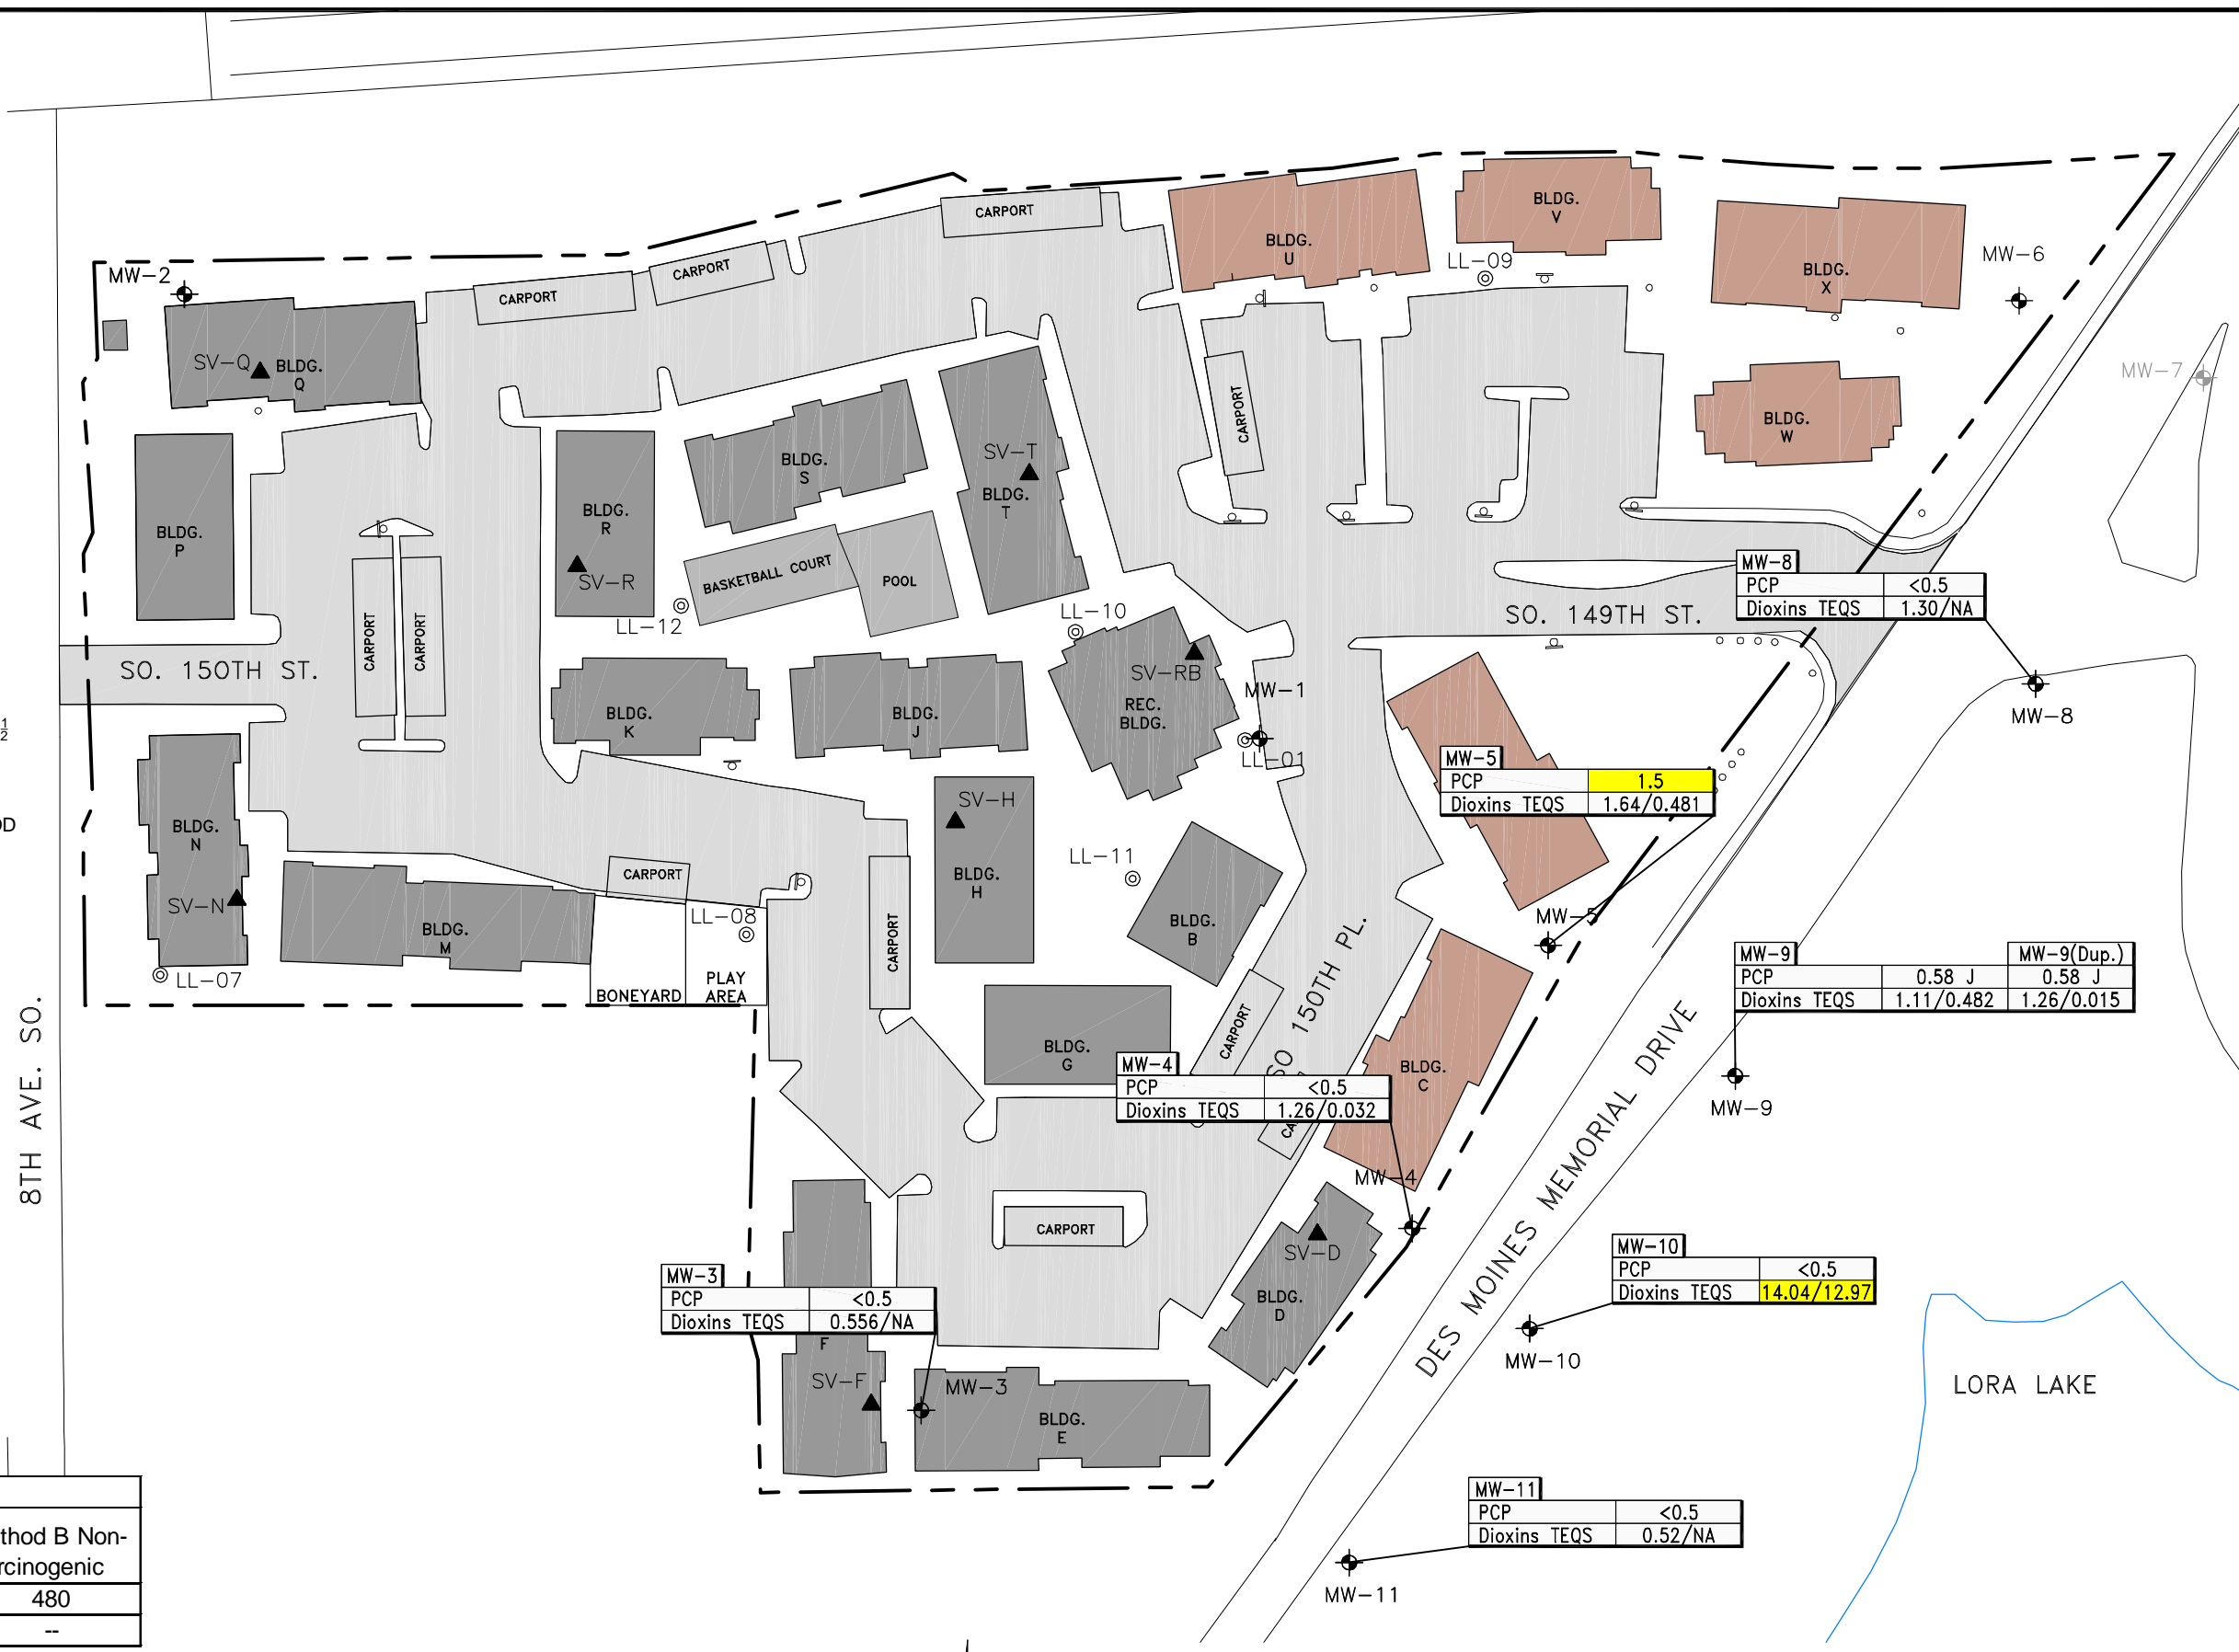 CARPORT
BLDG.
V
BLDG.
U
MW-6
LL-09
CARPORT
MW-2
CARPORT
BLDG.
X
SV-Q
BLDG.
Q
MW-7
CARPORT
BLDG.
W
SV-T
BLDG.
S
BLDG.
T
BLDG.
R
BLDG.
P
BASKETBALL COURT
POOL
SV-R
MW-8
PCP <0.5
Dioxins TEQS 1.30/NA
LL-10
SO. 149TH ST.
LL-12
CARPORT
CARPORT
SO. 150TH ST.
SV-RB
MW-1
REC.
BLDG.
BLDG.
K
BLDG.
J
MW-8
1/2
LL-01
MW-5
PCP 1.5
Dioxins TEQS 1.64/0.481
SV-H
BLDG.
N
LL-11
CARPORT
BLDG.
H
SV-N
LL-08
MW-5
BLDG.
B
BLDG.
M
CARPORT
SO 150TH PL.
MW-9 MW-9(Dup.)
PCP 0.58 J 0.58 J
Dioxins TEQS 1.11/0.482 1.26/0.015
LL-07
BONEYARD
PLAY
AREA
CARPORT
BLDG.
G
MW-4
PCP <0.5
Dioxins TEQS 1.26/0.032
BLDG.
C
MW-9
8TH AVE. SO.
DES MOINES MEMORIAL DRIVE
MW-4
CARPORT
SV-D
MW-10
PCP <0.5
Dioxins TEQS 14.04/12.97
MW-3
PCP <0.5
Dioxins TEQS 0.556/NA
BLDG.
D
F
MW-10
SV-F
MW-3
LORA LAKE
BLDG.
E
MW-11
PCP <0.5
Dioxins TEQS 0.52/NA
MW-11
thod B Non-
rcinogenic
480
--